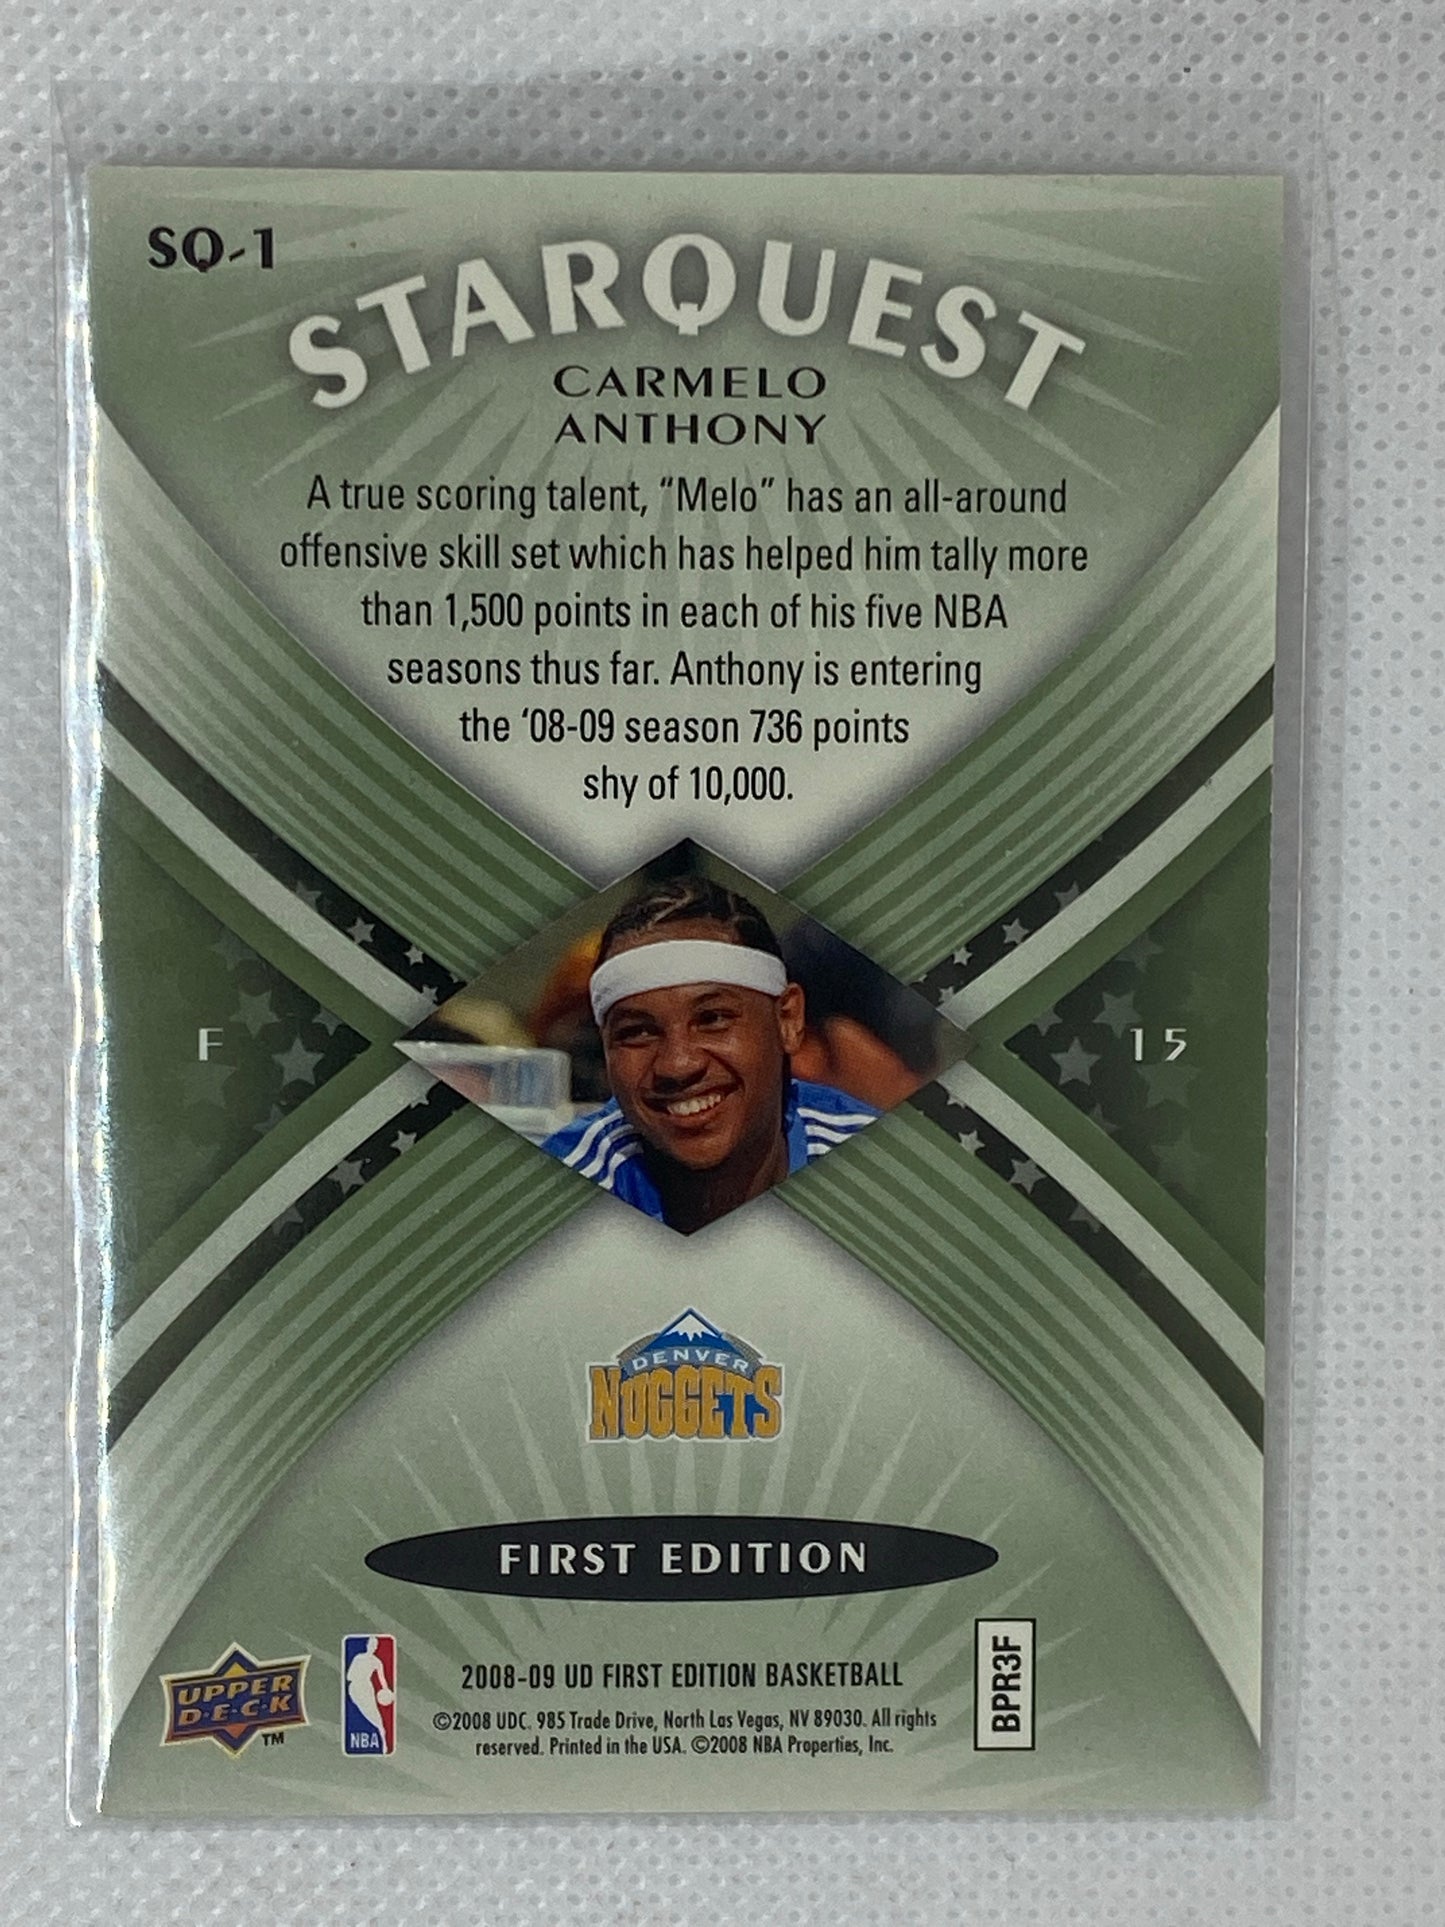 SQ-1
STARQUEST
CARMELO
ANTHONY
A true scoring talent, “Melo” has an all-around
offensive skill set which has helped him tally more
than 1,500 points in each of his five NBA
seasons thus far. Anthony is entering
the ‘08-09 season 736 points
shy of 10,000.
F
15
DENVER
NUGGETS
FIRST EDITION
UPPER
D·E·C·K
TM
NBA
2008-09 UD FIRST EDITION BASKETBALL
©2008 UDC. 985 Trade Drive, North Las Vegas, NV 89030. All rights
reserved. Printed in the USA. ©2008 NBA Properties, Inc.
BPR3F